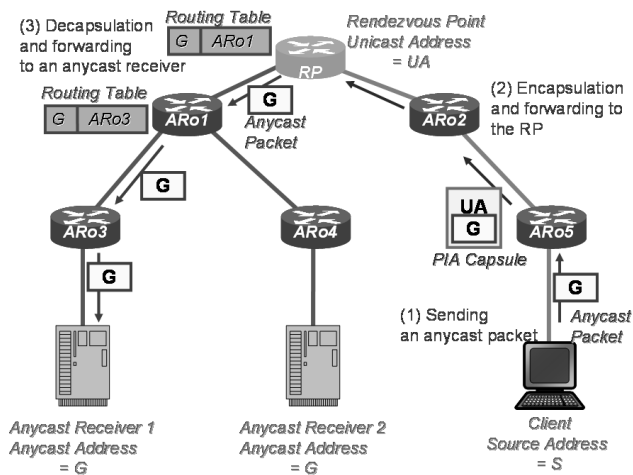 (3) Decapsulation
and forwarding
to an anycast receiver
Routing Table
G ARo1
Rendezvous Point
Unicast Address
= UA
RP
Routing Table
G ARo3
ARo1
G
Anycast
Packet
ARo2
(2) Encapsulation
and forwarding to
the RP
G
UA
G
PIA Capsule
ARo3
ARo4
ARo5
G
G
Anycast
Packet
(1) Sending
an anycast packet
Anycast Receiver 1
Anycast Address
= G
Anycast Receiver 2
Anycast Address
= G
Client
Source Address
= S